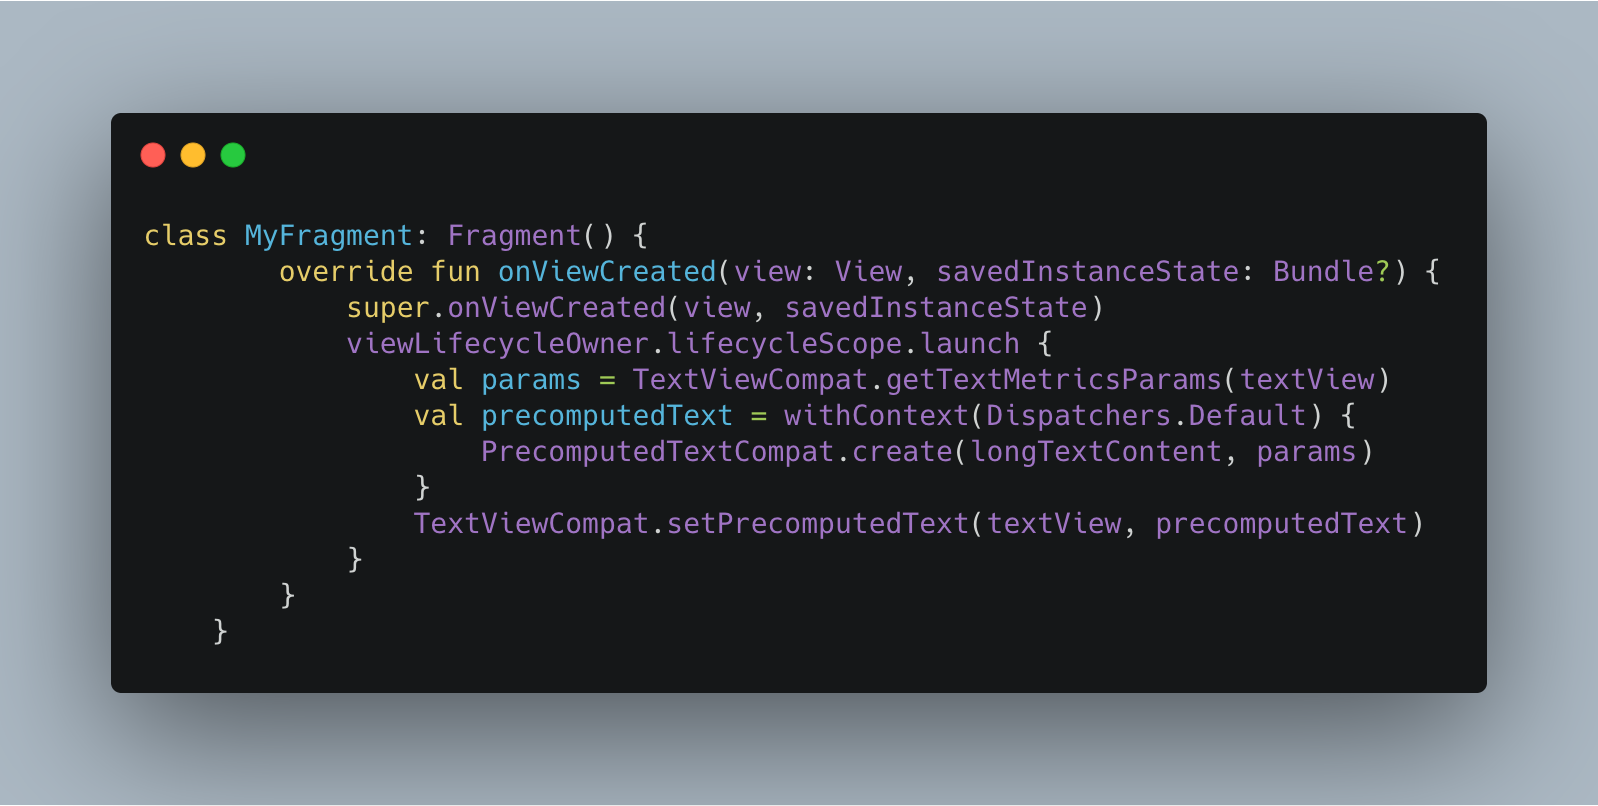 class MyFragment: Fragment() {
        override fun onViewCreated(view: View, savedInstanceState: Bundle?) {
            super.onViewCreated(view, savedInstanceState)
            viewLifecycleOwner.lifecycleScope.launch {
                val params = TextViewCompat.getTextMetricsParams(textView)
                val precomputedText = withContext(Dispatchers.Default) {
                    PrecomputedTextCompat.create(longTextContent, params)
                }
                TextViewCompat.setPrecomputedText(textView, precomputedText)
            }
        }
    }